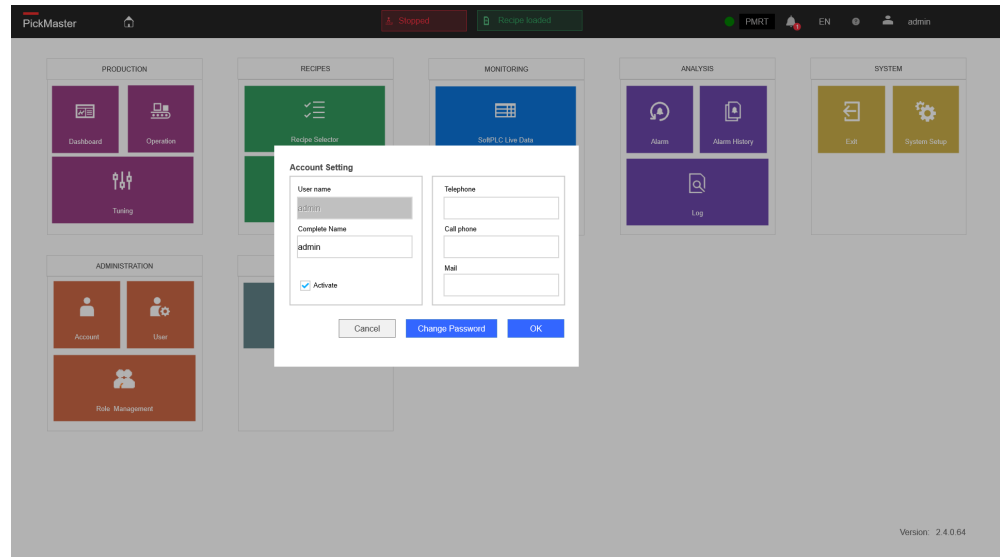 PickMaster
Stopped
Recipe loaded
PMRT
EN
admin
PRODUCTION
RECIPES
MONITORING
ANALYSIS
SYSTEM
Dashboard
Operation
Recipe Selector
SoftPLC Live Data
Alarm
Alarm History
Exit
System Setup
Tuning
Log
Account Setting
User name
admin
Complete Name
admin
Activate
Telephone
Call phone
Mail
Cancel
Change Password
OK
ADMINISTRATION
Account
User
Role Management
Version: 2.4.0.64